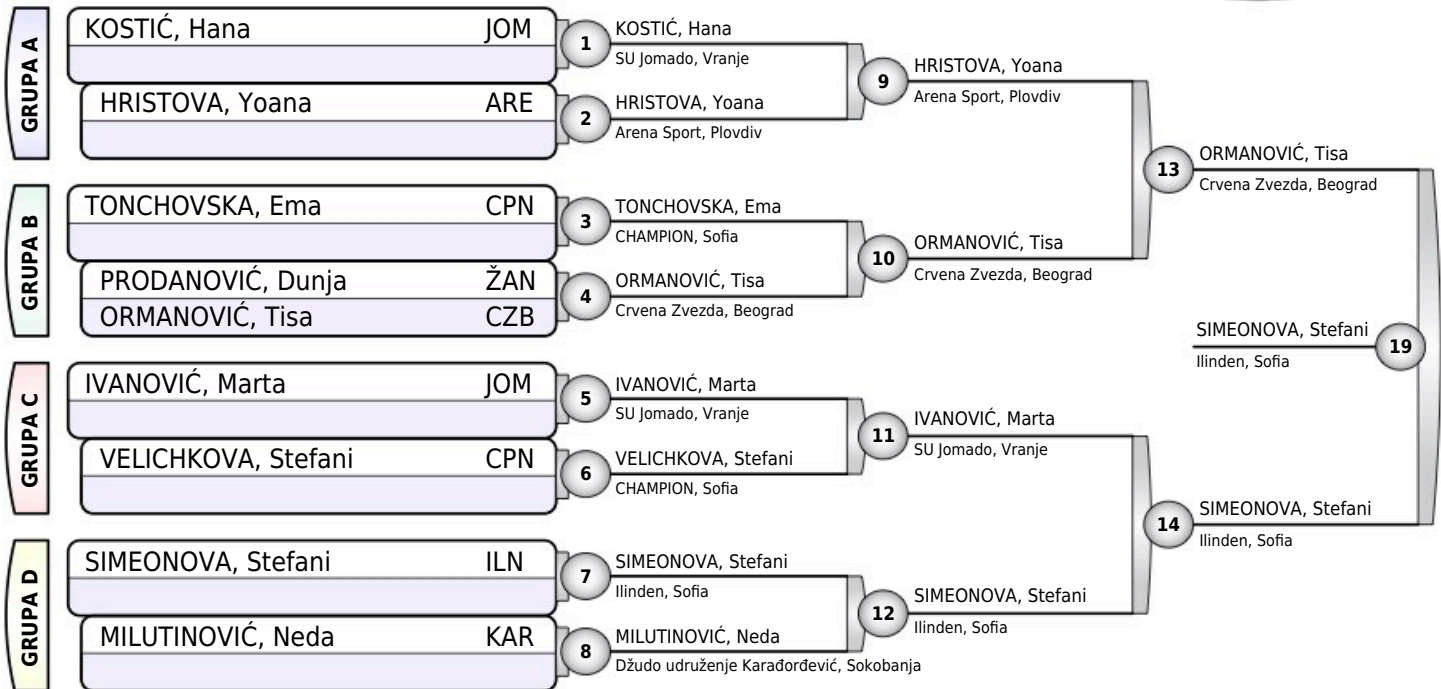 GRUPA A
KOSTIĆ, Hana JOM
HRISTOVA, Yoana ARE
GRUPA B
TONCHOVSKA, Ema CPN
PRODANOVIĆ, Dunja ŽAN
ORMANOVIĆ, Tisa CZB
GRUPA C
IVANOVIĆ, Marta JOM
VELICHKOVA, Stefani CPN
GRUPA D
SIMEONOVA, Stefani ILN
MILUTINOVIĆ, Neda KAR
1 KOSTIĆ, Hana
SU Jomado, Vranje
2 HRISTOVA, Yoana
Arena Sport, Plovdiv
3 TONCHOVSKA, Ema
CHAMPION, Sofia
4 ORMANOVIĆ, Tisa
Crvena Zvezda, Beograd
5 IVANOVIĆ, Marta
SU Jomado, Vranje
6 VELICHKOVA, Stefani
CHAMPION, Sofia
7 SIMEONOVA, Stefani
Ilinden, Sofia
8 MILUTINOVIĆ, Neda
Džudo udruženje Karađorđević, Sokobanja
9 HRISTOVA, Yoana
Arena Sport, Plovdiv
10 ORMANOVIĆ, Tisa
Crvena Zvezda, Beograd
11 IVANOVIĆ, Marta
SU Jomado, Vranje
12 SIMEONOVA, Stefani
Ilinden, Sofia
13 ORMANOVIĆ, Tisa
Crvena Zvezda, Beograd
14 SIMEONOVA, Stefani
Ilinden, Sofia
SIMEONOVA, Stefani 19
Ilinden, Sofia